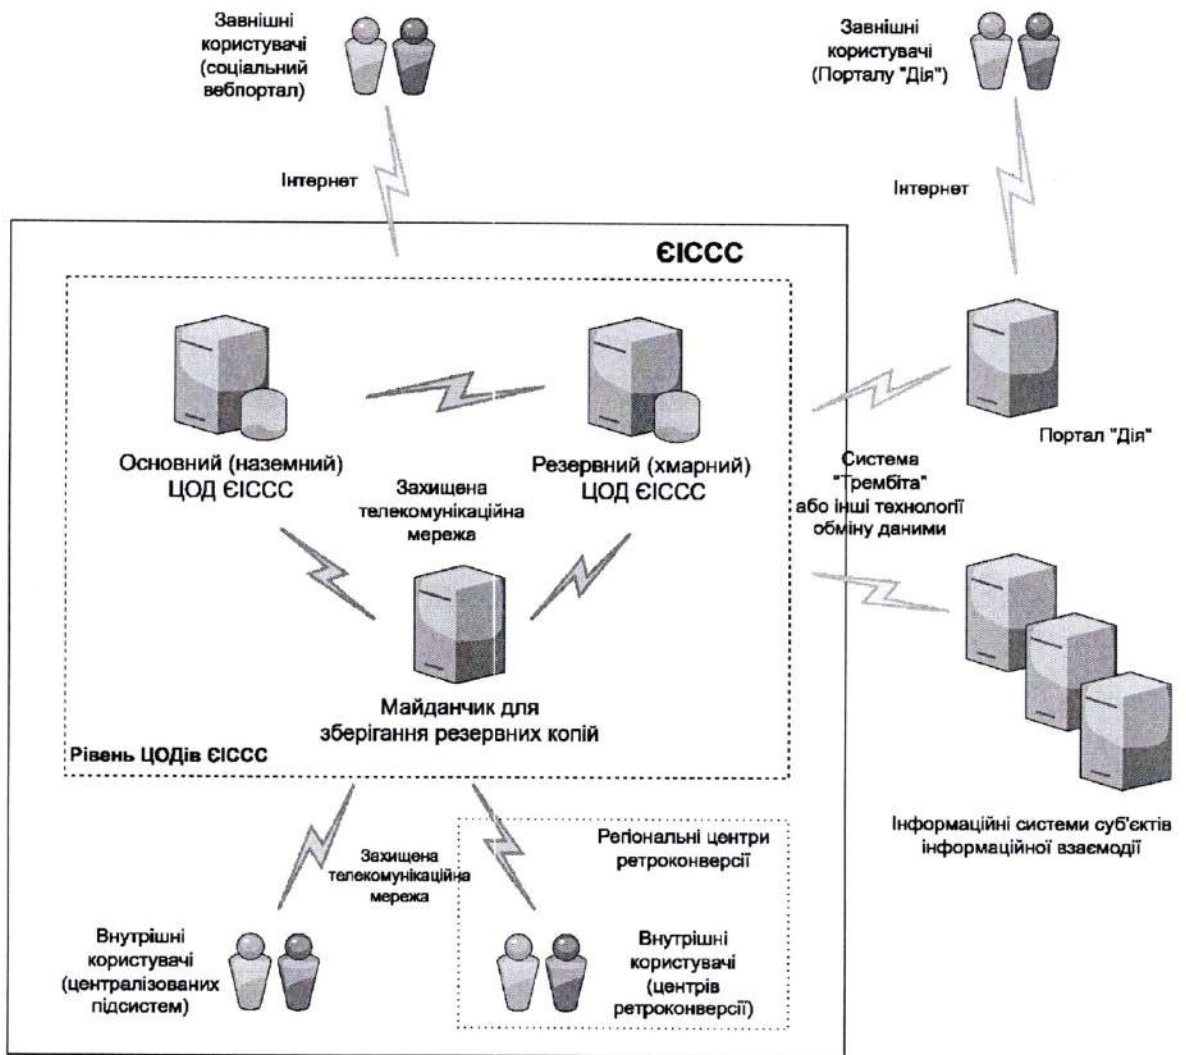 Завнішні
користувачі
(соціальний
вебпортал)
Завнішні
користувачі
(Порталу "Дія")
Інтернет
Інтернет
ЄІССС
Основний (наземний)
ЦОД ЄІССС
Резервний (хмарний)
ЦОД ЄІССС
Захищена
телекомунікаційна
мережа
Портал "Дія"
Система
"Трембіта"
або інші технології
обміну даними
Майданчик для
зберігання резервних копій
Рівень ЦОДів ЄІССС
Інформаційні системи суб'єктів
інформаційної взаємодії
Захищена
телекомунікаційна
мережа
Регіональні центри
ретроконверсії
Внутрішні
користувачі
(централізованих
підсистем)
Внутрішні
користувачі
(центрів
ретроконверсії)